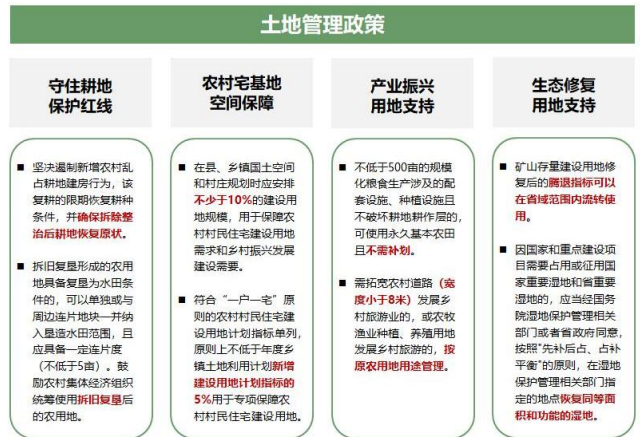 土地管理政策
守住耕地
保护红线
坚决遏制新增农村乱
占耕地建房行为，该
复耕的限期恢复耕种
条件，并确保拆除整
治后耕地恢复原状。
拆旧复垦形成的农用
地具备复垦为水田条
件的，可以单独或与
周边连片地块一并纳
入垦造水田范围，且
应具备一定连片度
（不低于5亩）。鼓
励农村集体经济组织
统筹使用拆旧复垦后
的农用地。
农村宅基地
空间保障
在县、乡镇国土空间
和村庄规划时应安排
不少于10%的建设用
地规模，用于保障农
村村民住宅建设用地
需求和乡村振兴发展
建设需要。
符合“一户一宅”原
则的农村村民住宅建
设用地计划指标单列，
原则上不低于年度乡
镇土地利用计划新增
建设用地计划指标的
5%用于专项保障农
村村民住宅建设用地。
产业振兴
用地支持
不低于500亩的规模
化粮食生产涉及的配
套设施、种植设施且
不破坏耕地耕作层的，
可使用永久基本农田
且不需补划。
需拓宽农村道路（宽
度小于8米）发展乡
村旅游业的，或农牧
渔业种植、养殖用地
发展乡村旅游的，按
原农用地用途管理。
生态修复
用地支持
矿山存量建设用地修
复后的腾退指标可以
在省域范围内流转使
用。
因国家和重点建设项
目需要占用或征用国
家重要湿地和省重要
湿地的，应当经国务
院湿地保护管理相关
部门或者省政府同意，
按照"先补后占、占补
平衡"的原则，在湿地
保护管理相关部门指
定的地点恢复同等面
积和功能的湿地。